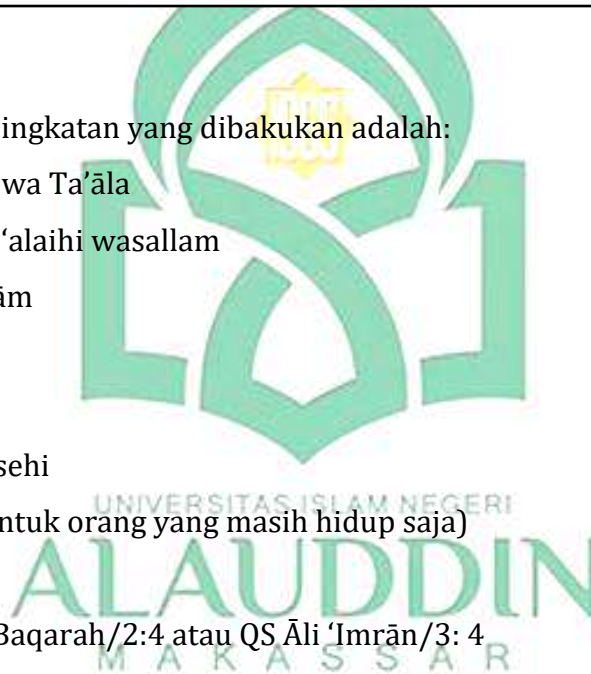 ingkatan yang dibakukan adalah:
wa Ta’āla
‘alaihi wasallam
ām
sehi
ntuk orang yang masih hidup saja)
UNIVERSITAS ISLAM NEGERI
ALAUDDIN
Baqarah/2:4 atau QS Āli ‘Imrān/3: 4
MAKASSAR